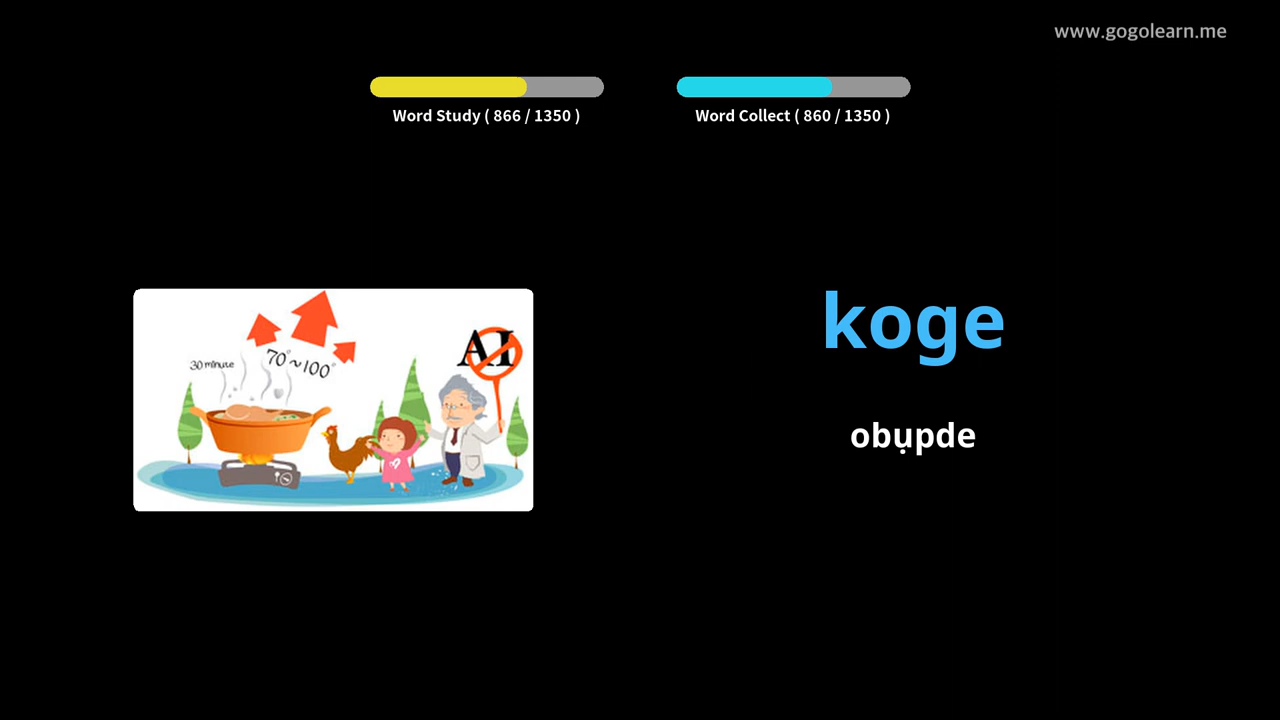 www.gogolearn.me
Word Study ( 866 / 1350 )
Word Collect ( 860 / 1350 )
30 minute
70°~100°
AI
koge
obụpde